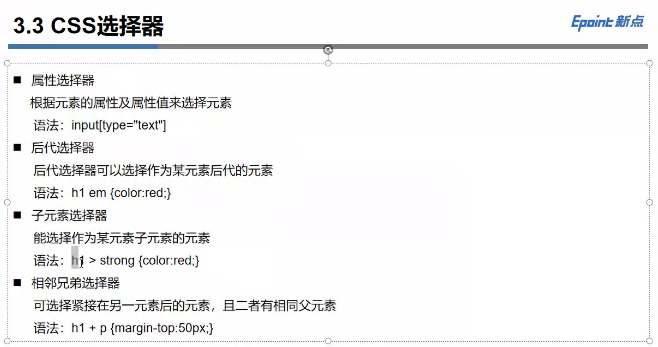 3.3 CSS选择器
Epoint 新点
■ 属性选择器
根据元素的属性及属性值来选择元素
语法：input[type="text"]
■ 后代选择器
后代选择器可以选择作为某元素后代的元素
语法：h1 em {color:red;}
■ 子元素选择器
能选择作为某元素子元素的元素
语法：h1 > strong {color:red;}
■ 相邻兄弟选择器
可选择紧接在另一元素后的元素，且二者有相同父元素
语法：h1 + p {margin-top:50px;}